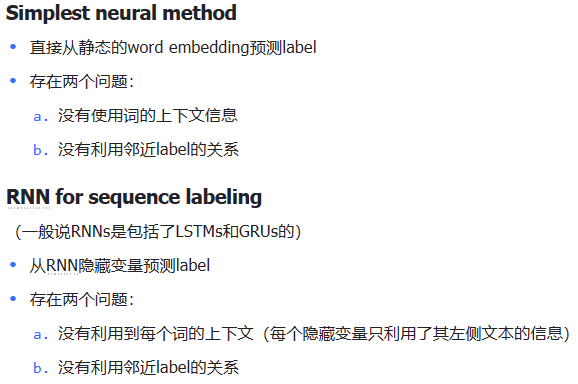 Simplest neural method
• 直接从静态的word embedding预测label
• 存在两个问题：
a. 没有使用词的上下文信息
b. 没有利用邻近label的关系
RNN for sequence labeling
（一般说RNNs是包括了LSTMs和GRUs的）
• 从RNN隐藏变量预测label
• 存在两个问题：
a. 没有利用到每个词的上下文（每个隐藏变量只利用了其左侧文本的信息）
b. 没有利用邻近label的关系